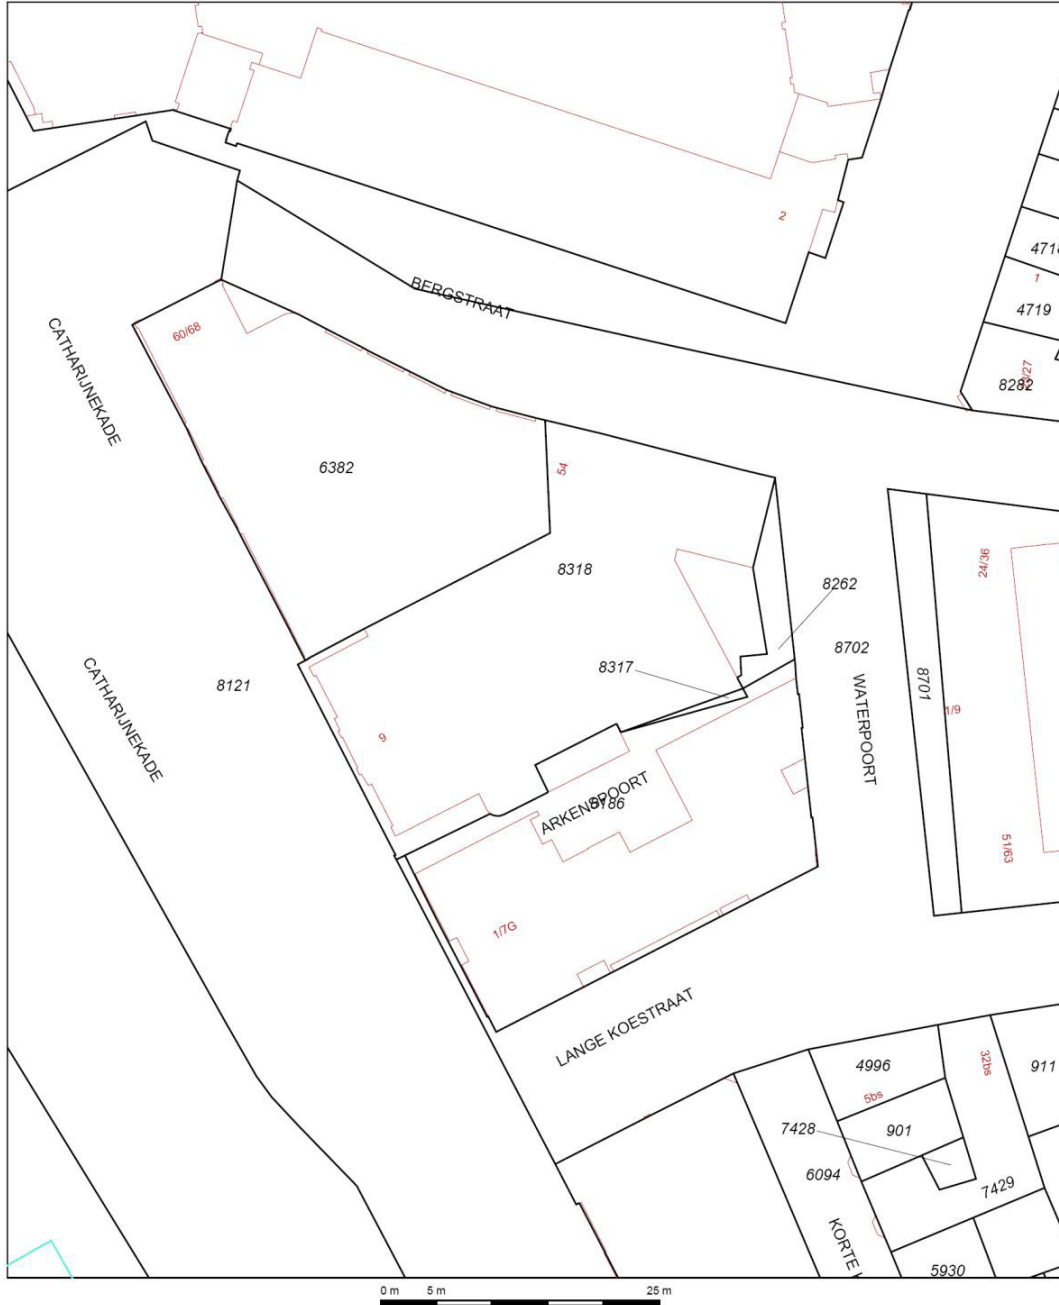 2
4718
1
4719
BERGSTRAAT
60/68
CATHARIJNEKADE
8282
6382
54
24/36
8318
8262
8317
8702
CATHARIJNEKADE
8121
8701
WATERPOORT
1/9
9
ARKENSPOORT
8186
51/63
1/7G
LANGE KOESTRAAT
4996
32bs
911
5bs
7428
901
6094
7429
KORTE
5930
0 m 5 m 25 m